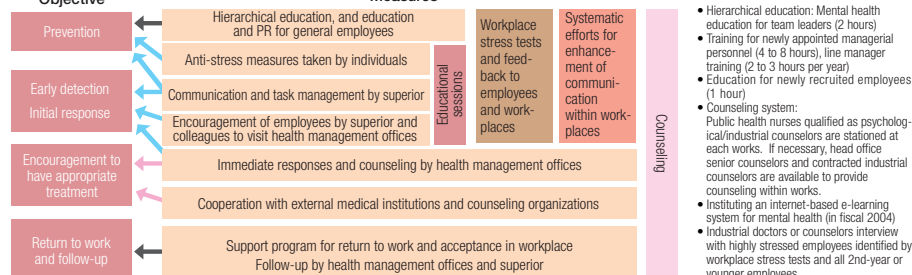 Objective
Measures
Prevention
Early detection
Initial response
Encouragement to
have appropriate
treatment
Return to work
and follow-up
Hierarchical education, and education
and PR for general employees
Anti-stress measures taken by individuals
Communication and task management by superior
Encouragement of employees by superior and
colleagues to visit health management offices
Immediate responses and counseling by health management offices
Cooperation with external medical institutions and counseling organizations
Support program for return to work and acceptance in workplace
Follow-up by health management offices and superior
Educational
sessions
Workplace
stress tests
and feed-
back to
employees
and work-
places
Systematic
efforts for
enhance-
ment of
communi-
cation
within work-
places
Counseling
• Hierarchical education: Mental health
education for team leaders (2 hours)
• Training for newly appointed managerial
personnel (4 to 8 hours), line manager
training (2 to 3 hours per year)
• Education for newly recruited employees
(1 hour)
• Counseling system:
Public health nurses qualified as psycholog-
ical/industrial counselors are stationed at
each works. If necessary, head office
senior counselors and contracted industrial
counselors are available to provide
counseling within works.
• Instituting an internet-based e-learning
system for mental health (in fiscal 2004)
• Industrial doctors or counselors interview
with highly stressed employees identified by
workplace stress tests and all 2nd-year or
younger employees